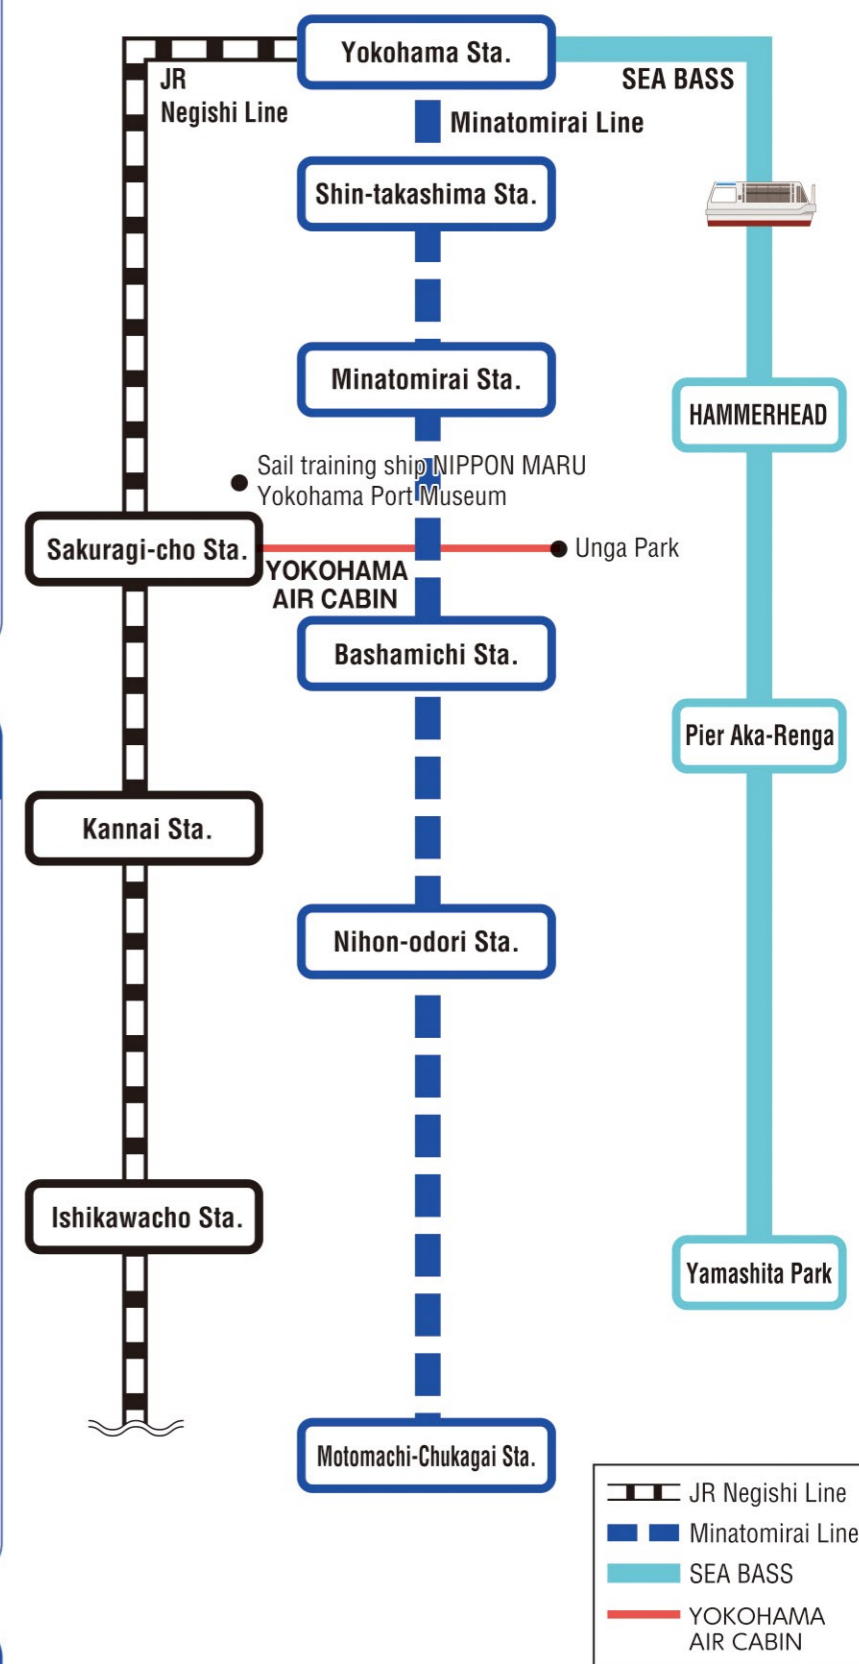 Yokohama Sta.
JR
Negishi Line
SEA BASS
Minatomirai Line
Shin-takashima Sta.
Minatomirai Sta.
HAMMERHEAD
Sail training ship NIPPON MARU
Yokohama Port Museum
Sakuragi-cho Sta.
Unga Park
YOKOHAMA
AIR CABIN
Bashamichi Sta.
Pier Aka-Renga
Kannai Sta.
Nihon-odori Sta.
Ishikawacho Sta.
Yamashita Park
Motomachi-Chukagai Sta.
JR Negishi Line
Minatomirai Line
SEA BASS
YOKOHAMA
AIR CABIN